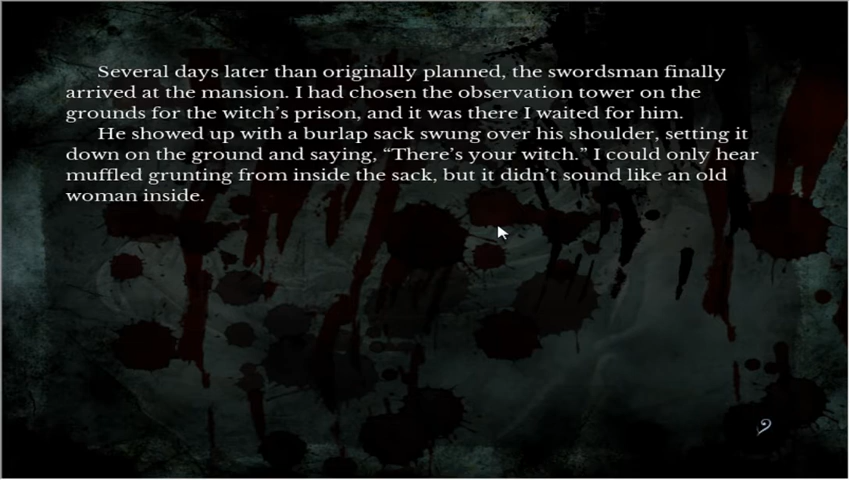 Several days later than originally planned, the swordsman finally
arrived at the mansion. I had chosen the observation tower on the
grounds for the witch’s prison, and it was there I waited for him.
He showed up with a burlap sack swung over his shoulder, setting it
down on the ground and saying, “There’s your witch.” I could only hear
muffled grunting from inside the sack, but it didn’t sound like an old
woman inside.